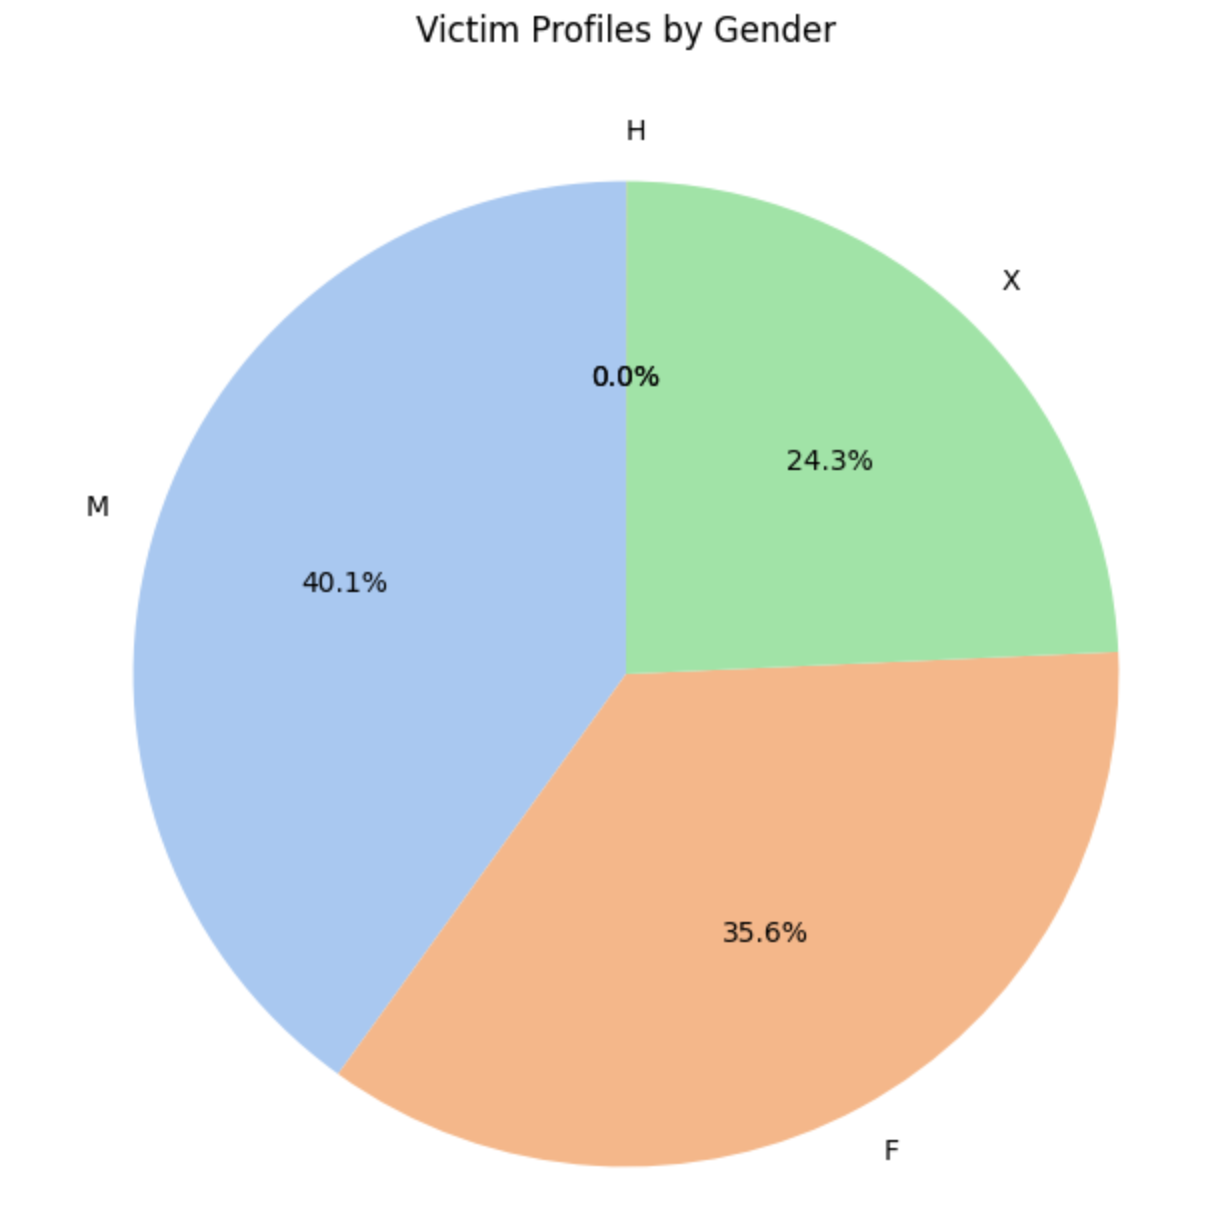 Victim Profiles by Gender
H
X
0.0%
24.3%
M
40.1%
35.6%
F